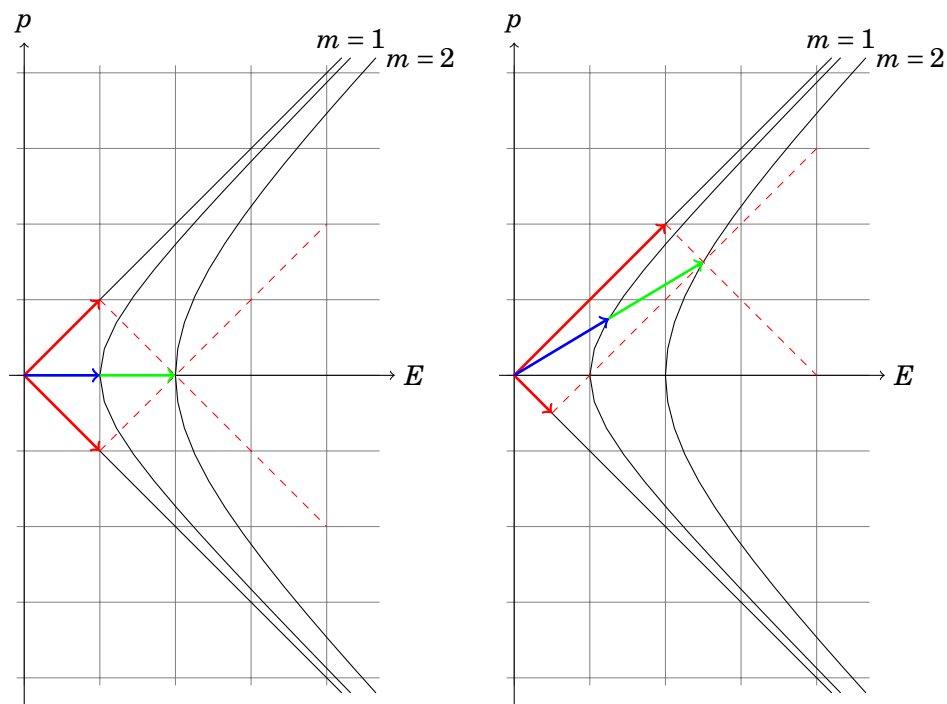 p
m = 1
m = 2
E
p
m = 1
m = 2
E